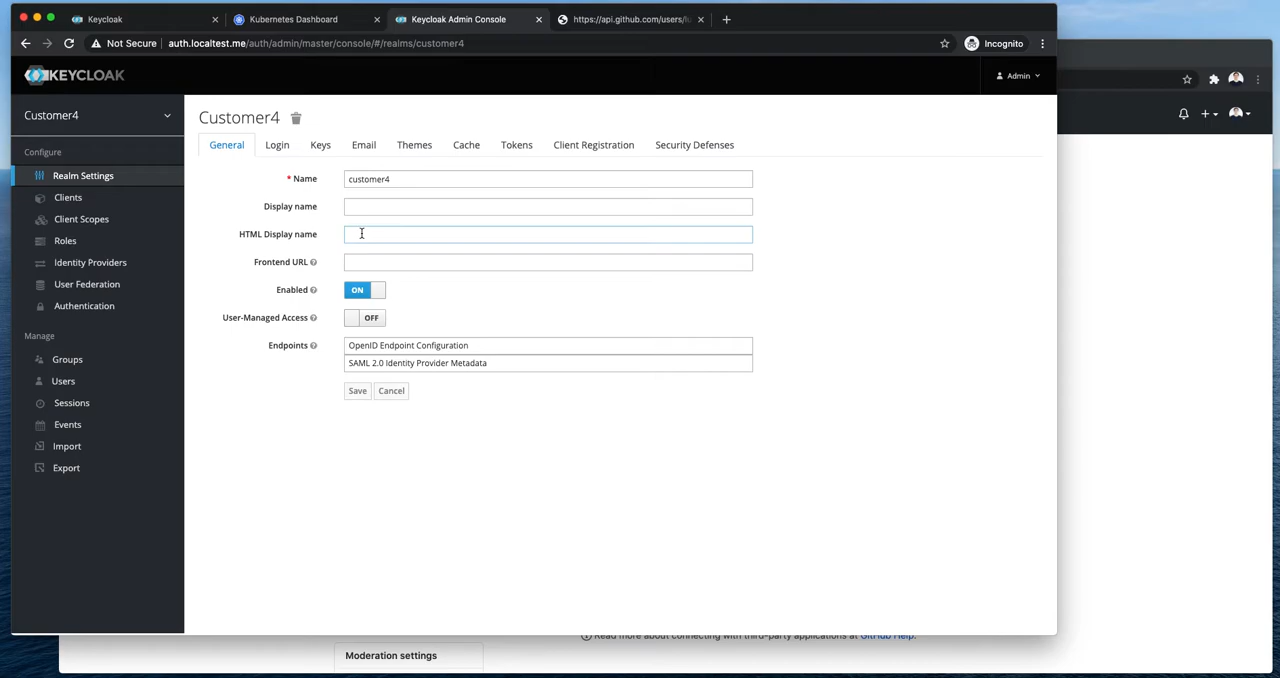 Keycloak
Kubernetes Dashboard
Keycloak Admin Console
https://api.github.com/users/
Not Secure
auth.localtest.me/auth/admin/master/console/#/realms/customer4
Incognito
KEYCLOAK
Admin
Customer4
Configure
Realm Settings
Clients
Client Scopes
Roles
Identity Providers
User Federation
Authentication
Manage
Groups
Users
Sessions
Events
Import
Export
Customer4
General
Login
Keys
Email
Themes
Cache
Tokens
Client Registration
Security Defenses
* Name
customer4
Display name
HTML Display name
Frontend URL
Enabled
ON
User-Managed Access
OFF
Endpoints
OpenID Endpoint Configuration
SAML 2.0 Identity Provider Metadata
Save
Cancel
Read more about connecting with third-party applications at GitHub Help.
Moderation settings